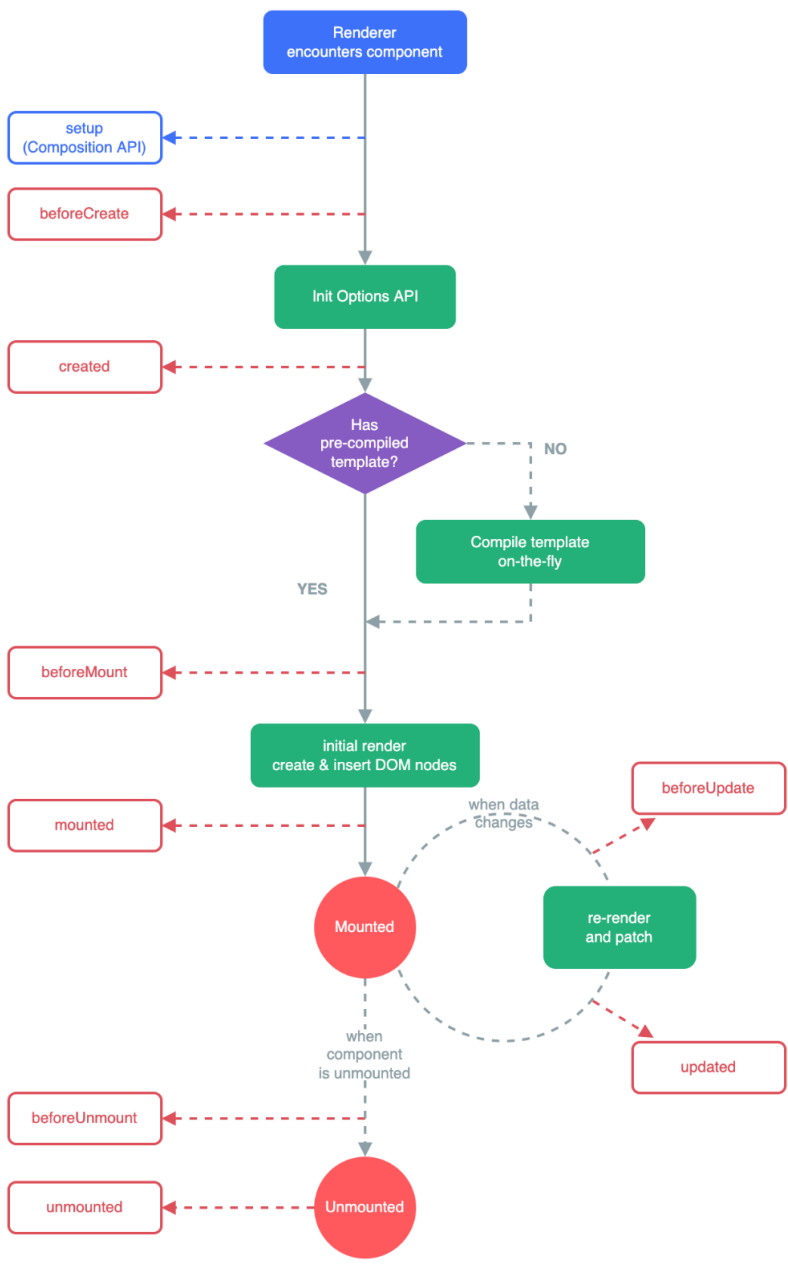 Renderer
encounters component
setup
(Composition API)
beforeCreate
Init Options API
created
Has
pre-compiled
template?
NO
Compile template
on-the-fly
YES
beforeMount
initial render
create & insert DOM nodes
beforeUpdate
when data
changes
mounted
re-render
and patch
Mounted
when
component
is unmounted
updated
beforeUnmount
unmounted
Unmounted